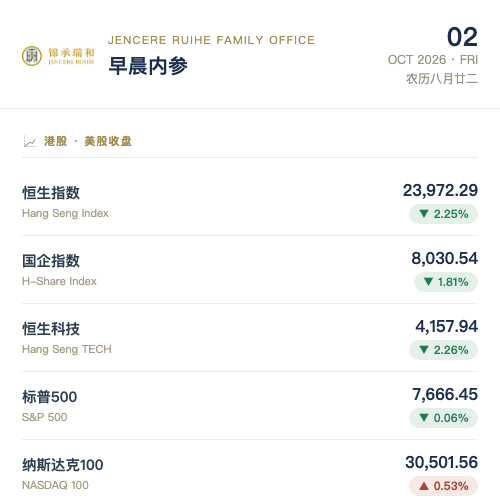 锦承瑞和
JENCERE RUIHE
JENCERE RUIHE FAMILY OFFICE
早晨内参
02
OCT 2026 · FRI
农历八月廿二
港股 · 美股收盘
恒生指数
23,972.29
Hang Seng Index
▼ 2.25%
国企指数
8,030.54
H-Share Index
▼ 1.81%
恒生科技
4,157.94
Hang Seng TECH
▼ 2.26%
标普500
7,666.45
S&P 500
▼ 0.06%
纳斯达克100
30,501.56
NASDAQ 100
▲ 0.53%